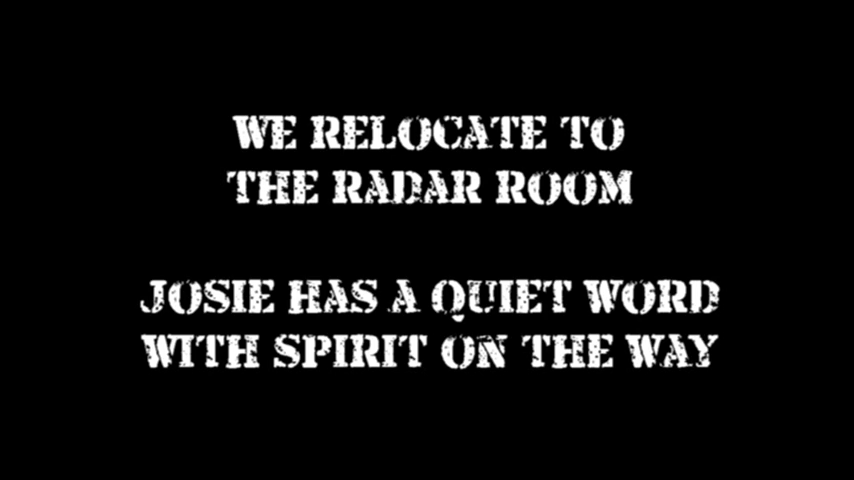 WE RELOCATE TO
THE RADAR ROOM
JOSIE HAS A QUIET WORD
WITH SPIRIT ON THE WAY